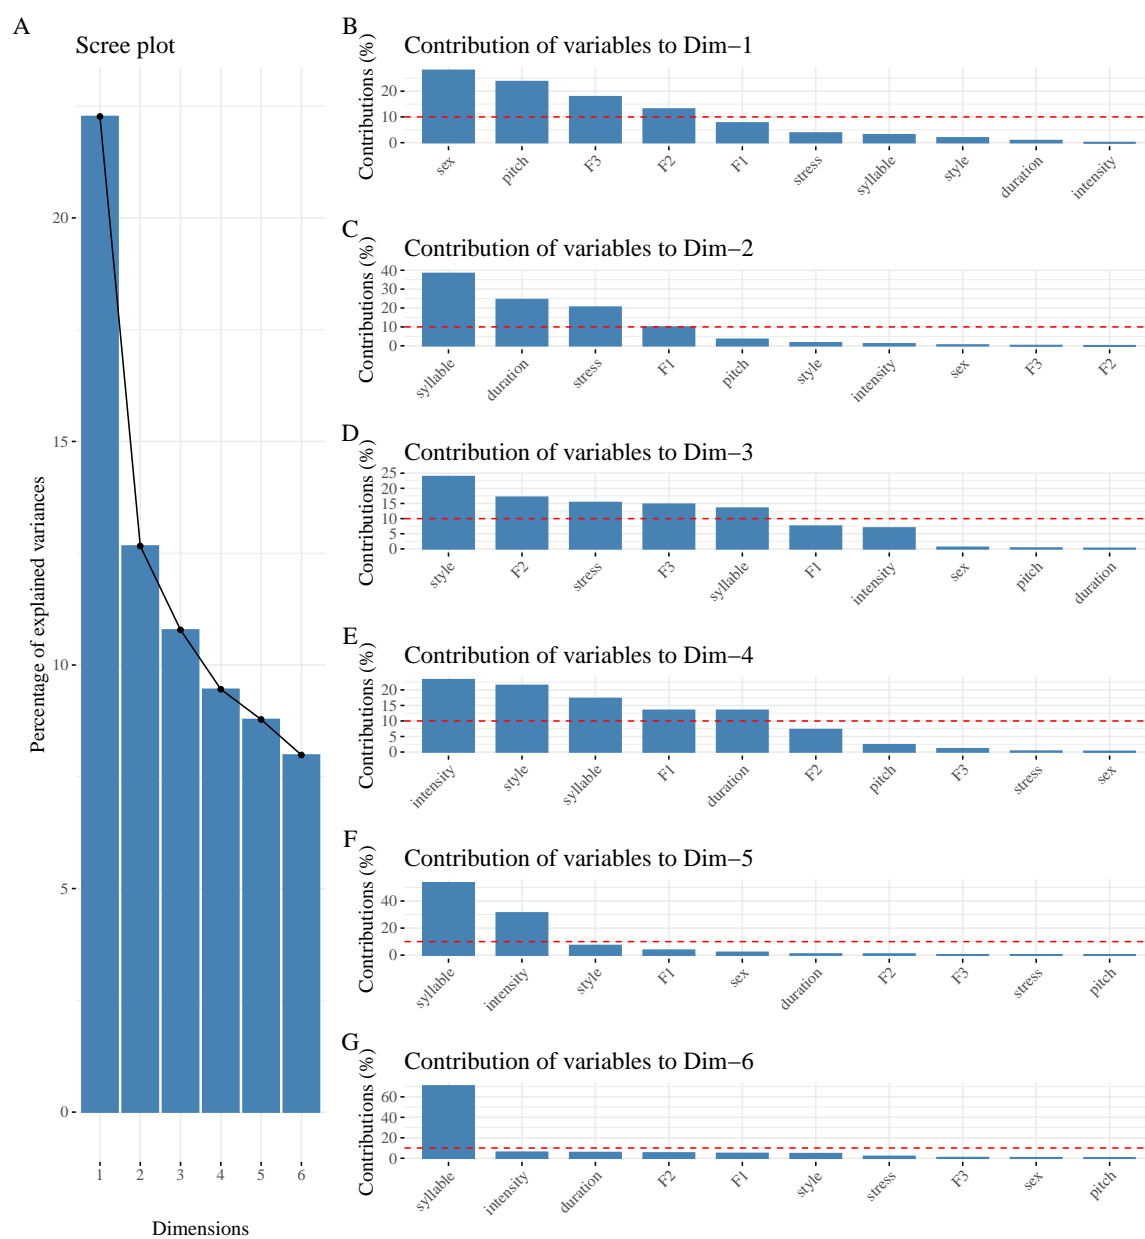 A
Scree plot
Percentage of explained variances
20
15
10
5
0
1 2 3 4 5 6
Dimensions
B
Contribution of variables to Dim−1
Contributions (%)
20
10
0
sex pitch F3 F2 F1 stress syllable style duration intensity
C
Contribution of variables to Dim−2
Contributions (%)
40
30
20
10
0
syllable duration stress F1 pitch style intensity sex F3 F2
D
Contribution of variables to Dim−3
Contributions (%)
25
20
15
10
5
0
style F2 stress F3 syllable F1 intensity sex pitch duration
E
Contribution of variables to Dim−4
Contributions (%)
20
15
10
5
0
intensity style syllable F1 duration F2 pitch F3 stress sex
F
Contribution of variables to Dim−5
Contributions (%)
40
20
0
syllable intensity style F1 sex duration F2 F3 stress pitch
G
Contribution of variables to Dim−6
Contributions (%)
60
40
20
0
syllable intensity duration F2 F1 style stress F3 sex pitch